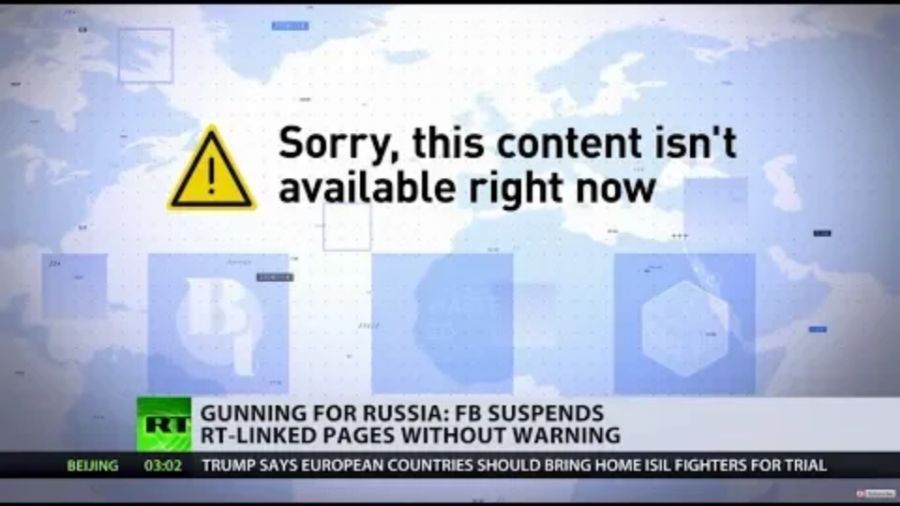 Sorry, this content isn't
available right now
RT
GUNNING FOR RUSSIA: FB SUSPENDS
RT-LINKED PAGES WITHOUT WARNING
BEIJING 03:02 TRUMP SAYS EUROPEAN COUNTRIES SHOULD BRING HOME ISIL FIGHTERS FOR TRIAL